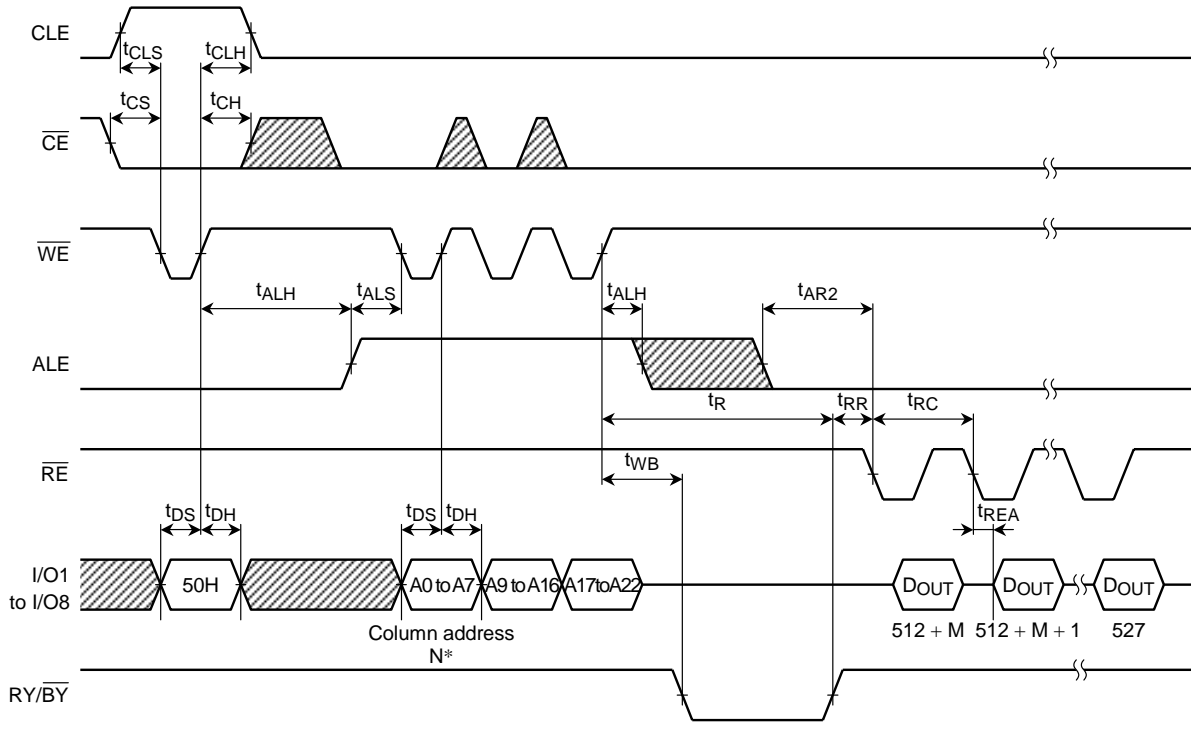 CLE
tCLS tCLH
tCS tCH
CE
WE
tALH tALS tALH tAR2
ALE
tR tRR tRC
RE
tWB
tDS tDH tDS tDH tREA
I/O1
to I/O8
50H A0 to A7 A9 to A16 A17 to A22 DOUT DOUT DOUT
512 + M 512 + M + 1 527
Column address
N*
RY/BY